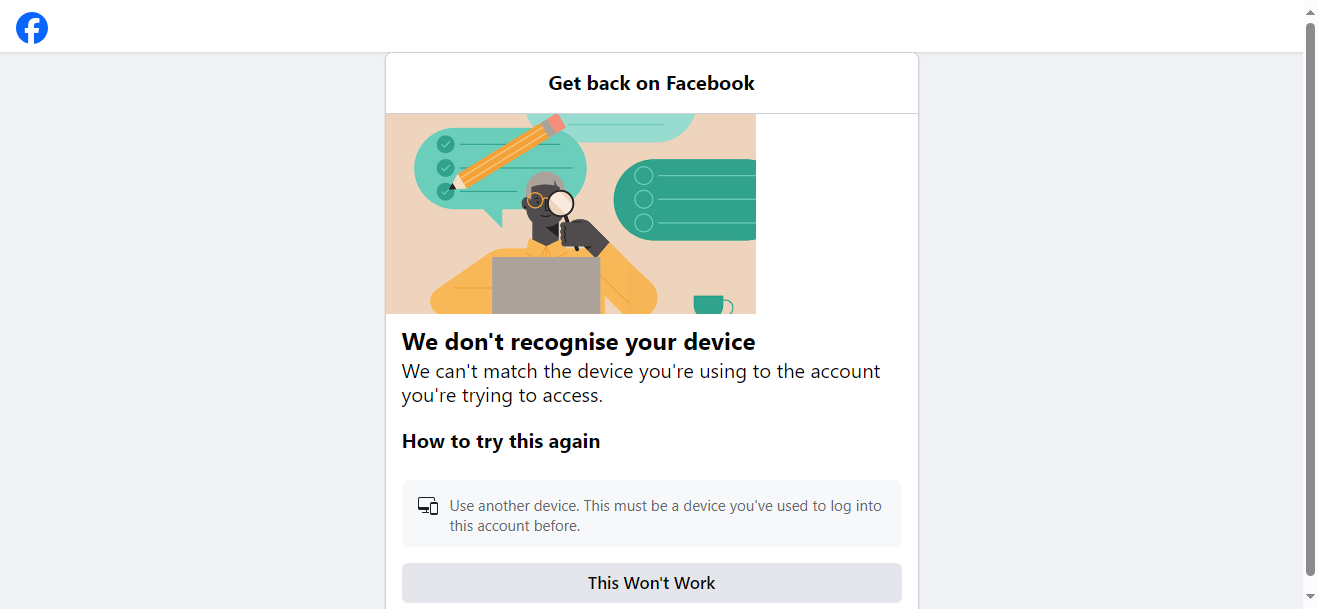 Get back on Facebook
We don't recognise your device
We can't match the device you're using to the account
you're trying to access.
How to try this again
Use another device. This must be a device you've used to log into
this account before.
This Won't Work